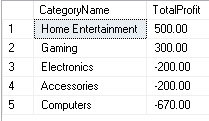 CategoryName TotalProfit
1 Home Entertainment 500.00
2 Gaming 300.00
3 Electronics -200.00
4 Accessories -200.00
5 Computers -670.00